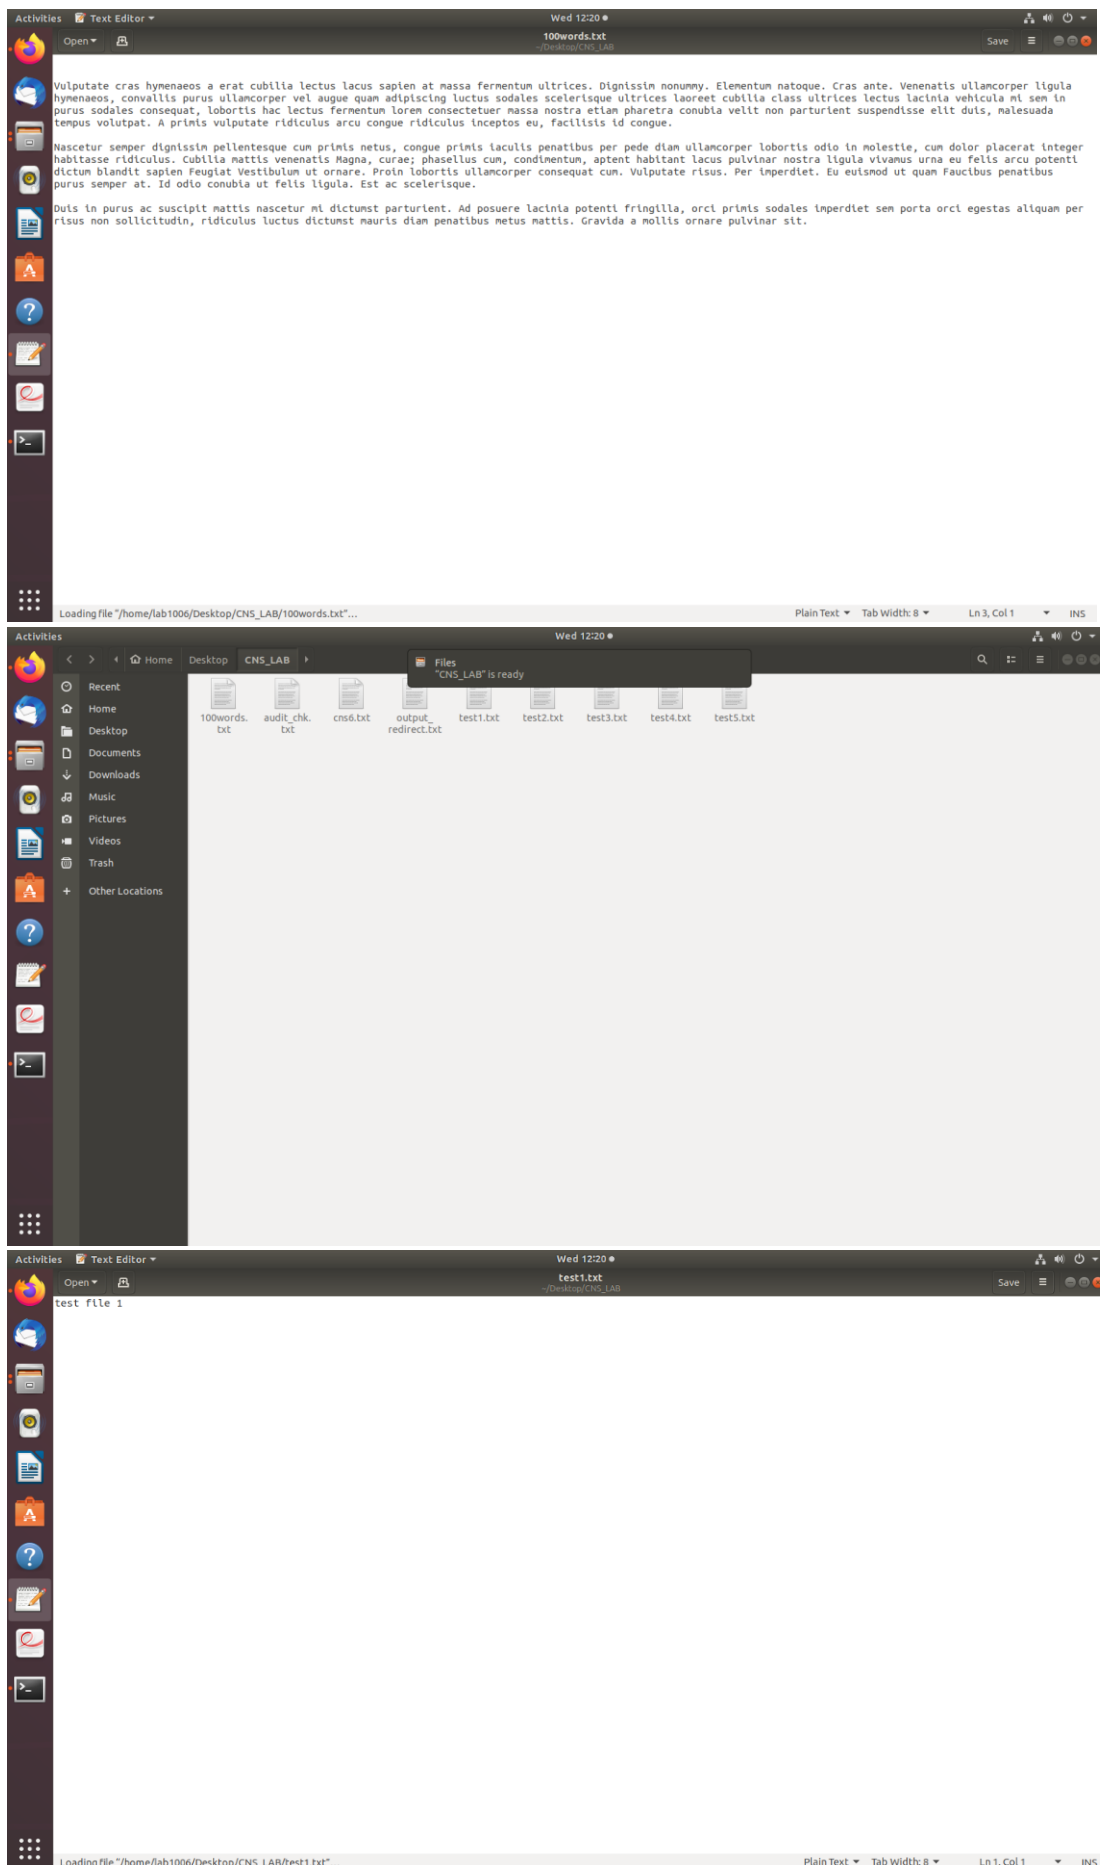 Activities Text Editor Wed 12:20
Open 100words.txt Save
~/Desktop/CNS_LAB
Vulputate cras hymenaeos a erat cubilia lectus lacus sapien at massa fermentum ultrices. Dignissim nonummy. Elementum natoque. Cras ante. Venenatis ullamcorper ligula
hymenaeos, convallis purus ullamcorper vel augue quam adipiscing luctus sodales scelerisque ultrices laoreet cubilia class ultrices lectus lacinia vehicula mi sem in
purus sodales consequat, lobortis hac lectus fermentum lorem consectetuer massa nostra etiam pharetra conubia velit non parturient suspendisse elit duis, malesuada
tempus volutpat. A primis vulputate ridiculus arcu congue ridiculus inceptos eu, facilisis id congue.
Nascetur semper dignissim pellentesque cum primis netus, congue primis iaculis penatibus per pede diam ullamcorper lobortis odio in molestie, cum dolor placerat integer
habitasse ridiculus. Cubilia mattis venenatis Magna, curae; phasellus cum, condimentum, aptent habitant lacus pulvinar nostra ligula vivamus urna eu felis arcu potenti
dictum blandit sapien Feugiat Vestibulum ut ornare. Proin lobortis ullamcorper consequat cum. Vulputate risus. Per imperdiet. Eu euismod ut quam Faucibus penatibus
purus semper at. Id odio conubia ut felis ligula. Est ac scelerisque.
Duis in purus ac suscipit mattis nascetur mi dictumst parturient. Ad posuere lacinia potenti fringilla, orci primis sodales imperdiet sem porta orci egestas aliquam per
risus non sollicitudin, ridiculus luctus dictumst mauris diam penatibus metus mattis. Gravida a mollis ornare pulvinar sit.
Loading file "/home/lab1006/Desktop/CNS_LAB/100words.txt"... Plain Text Tab Width: 8 Ln 3, Col 1 INS
Activities Wed 12:20
Home Desktop CNS_LAB
Files
"CNS_LAB" is ready
Recent
Home
Desktop
Documents
Downloads
Music
Pictures
Videos
Trash
+ Other Locations
100words.txt audit_chk.txt cns6.txt output_redirect.txt test1.txt test2.txt test3.txt test4.txt test5.txt
Activities Text Editor Wed 12:20
Open test1.txt Save
~/Desktop/CNS_LAB
test file 1
Loading file "/home/lab1006/Desktop/CNS_LAB/test1.txt"... Plain Text Tab Width: 8 Ln 1, Col 1 INS